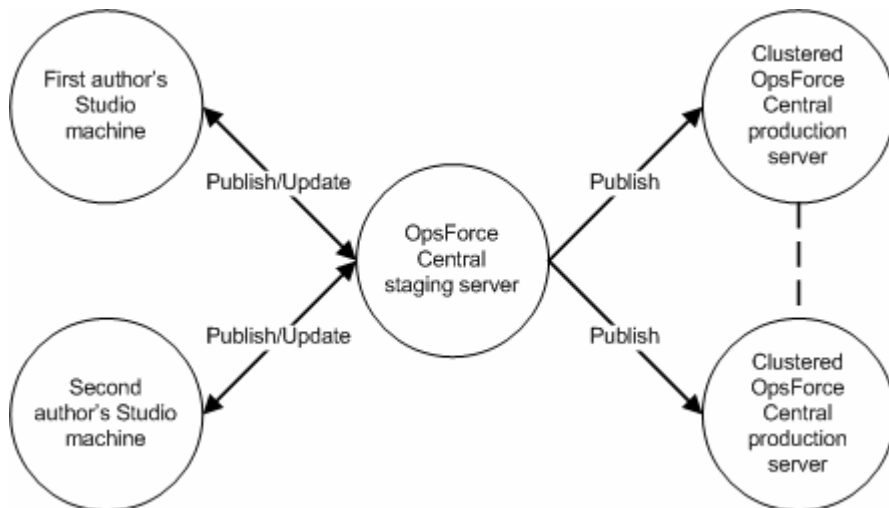 First author's
Studio
machine
Publish/Update
OpsForce
Central
staging server
Publish/Update
Second
author's Studio
machine
Publish
Clustered
OpsForce
Central
production
server
Publish
Clustered
OpsForce
Central
production
server